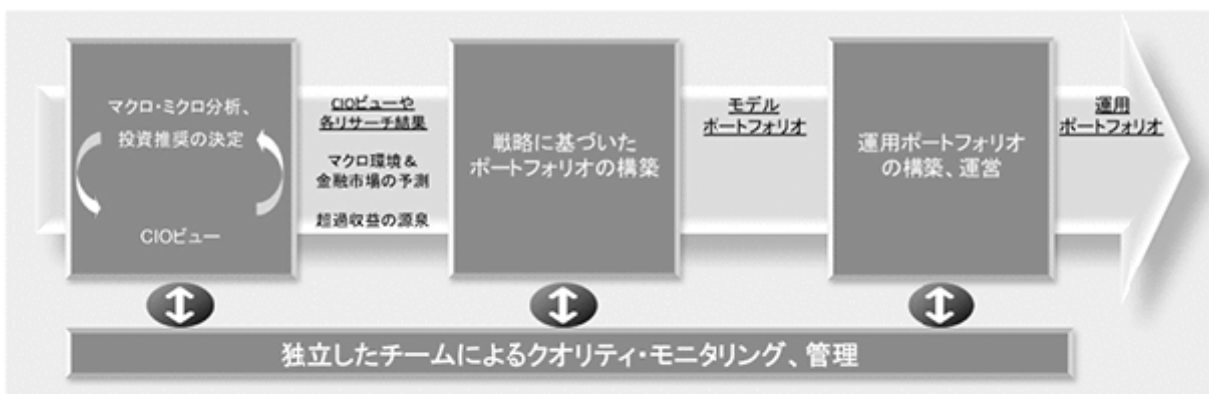 マクロ・ミクロ分析、
投資推奨の決定
CIOビュー
CIOビューや
各リサーチ結果
マクロ環境&
金融市場の予測
超過収益の源泉
戦略に基づいた
ポートフォリオの構築
モデル
ポートフォリオ
運用ポートフォリオ
の構築、運営
運用
ポートフォリオ
独立したチームによるクオリティ・モニタリング、管理